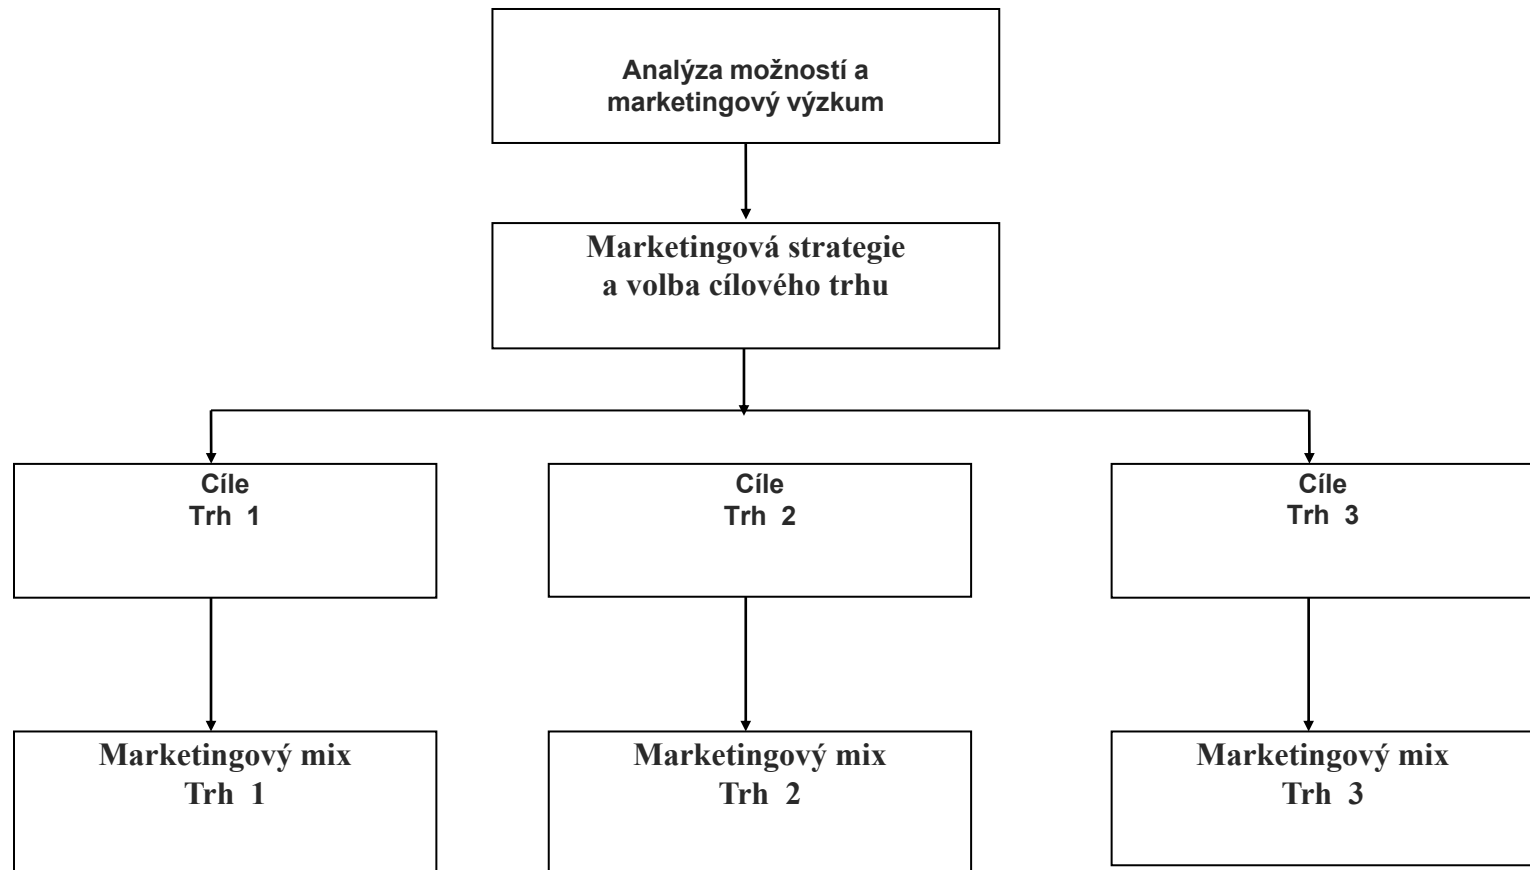 Analýza možností a
marketingový výzkum
Marketingová strategie
a volba cílového trhu
Cíle
Trh 1
Cíle
Trh 2
Cíle
Trh 3
Marketingový mix
Trh 1
Marketingový mix
Trh 2
Marketingový mix
Trh 3